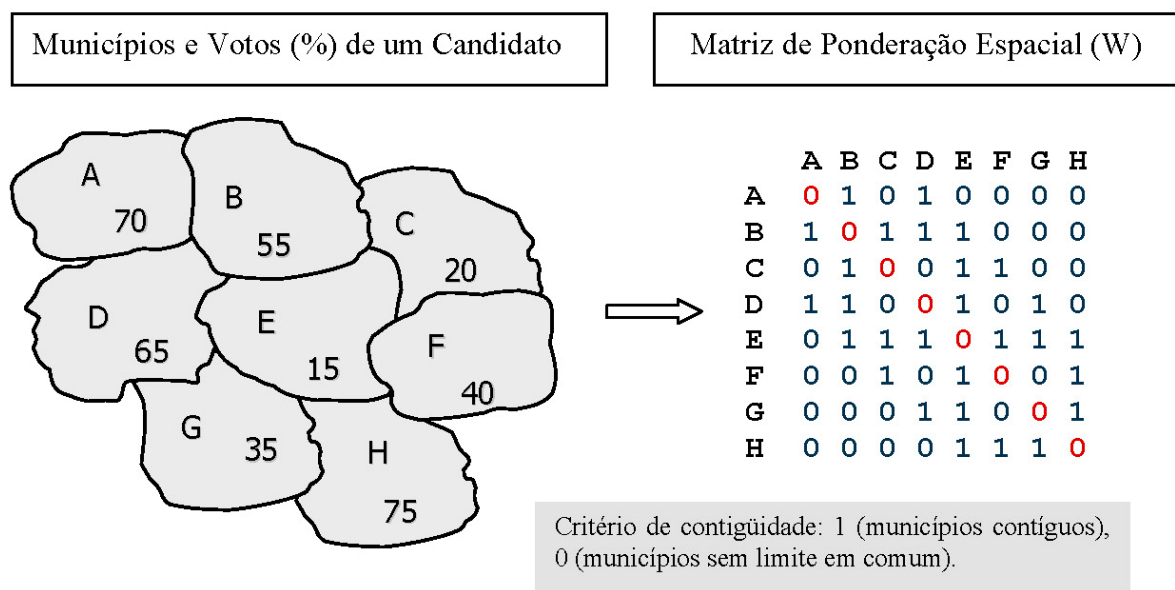 Municípios e Votos (%) de um Candidato
Matriz de Ponderação Espacial (W)
A
70
B
55
C
20
D
65
E
15
F
40
G
35
H
75
A B C D E F G H
A 0 1 0 1 0 0 0 0
B 1 0 1 1 1 0 0 0
C 0 1 0 0 1 1 0 0
D 1 1 0 0 1 0 1 0
E 0 1 1 1 0 1 1 1
F 0 0 1 0 1 0 0 1
G 0 0 0 1 1 0 0 1
H 0 0 0 0 1 1 1 0
Critério de contigüidade: 1 (municípios contíguos),
0 (municípios sem limite em comum).